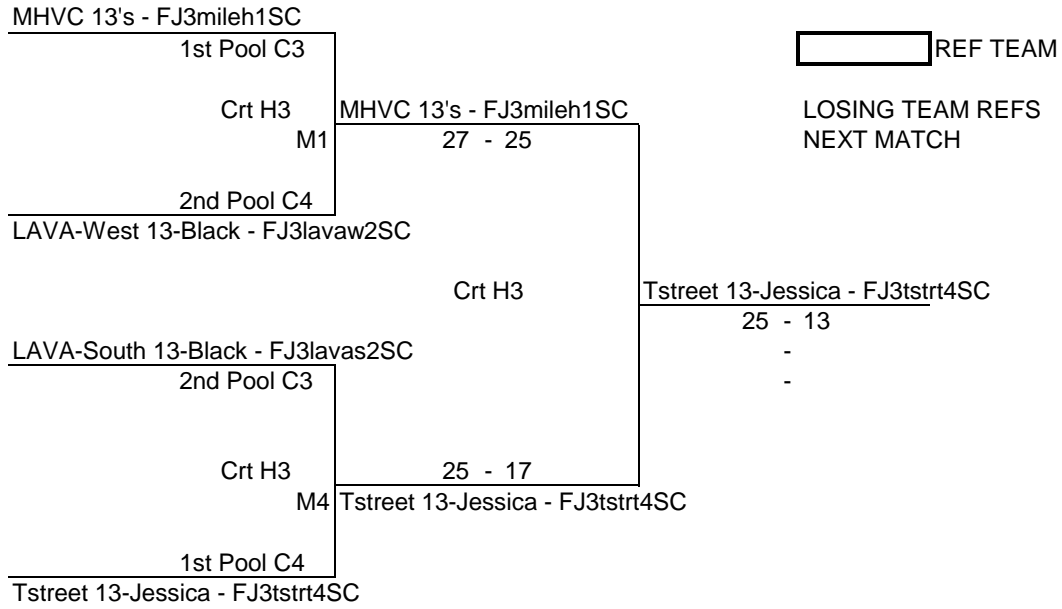 MHVC 13's - FJ3mileh1SC
1st Pool C3
REF TEAM
Crt H3
MHVC 13's - FJ3mileh1SC
LOSING TEAM REFS
M1
27 - 25
NEXT MATCH
2nd Pool C4
LAVA-West 13-Black - FJ3lavaw2SC
Crt H3
Tstreet 13-Jessica - FJ3tstrt4SC
25 - 13
LAVA-South 13-Black - FJ3lavas2SC
-
2nd Pool C3
-
Crt H3
25 - 17
M4
Tstreet 13-Jessica - FJ3tstrt4SC
1st Pool C4
Tstreet 13-Jessica - FJ3tstrt4SC